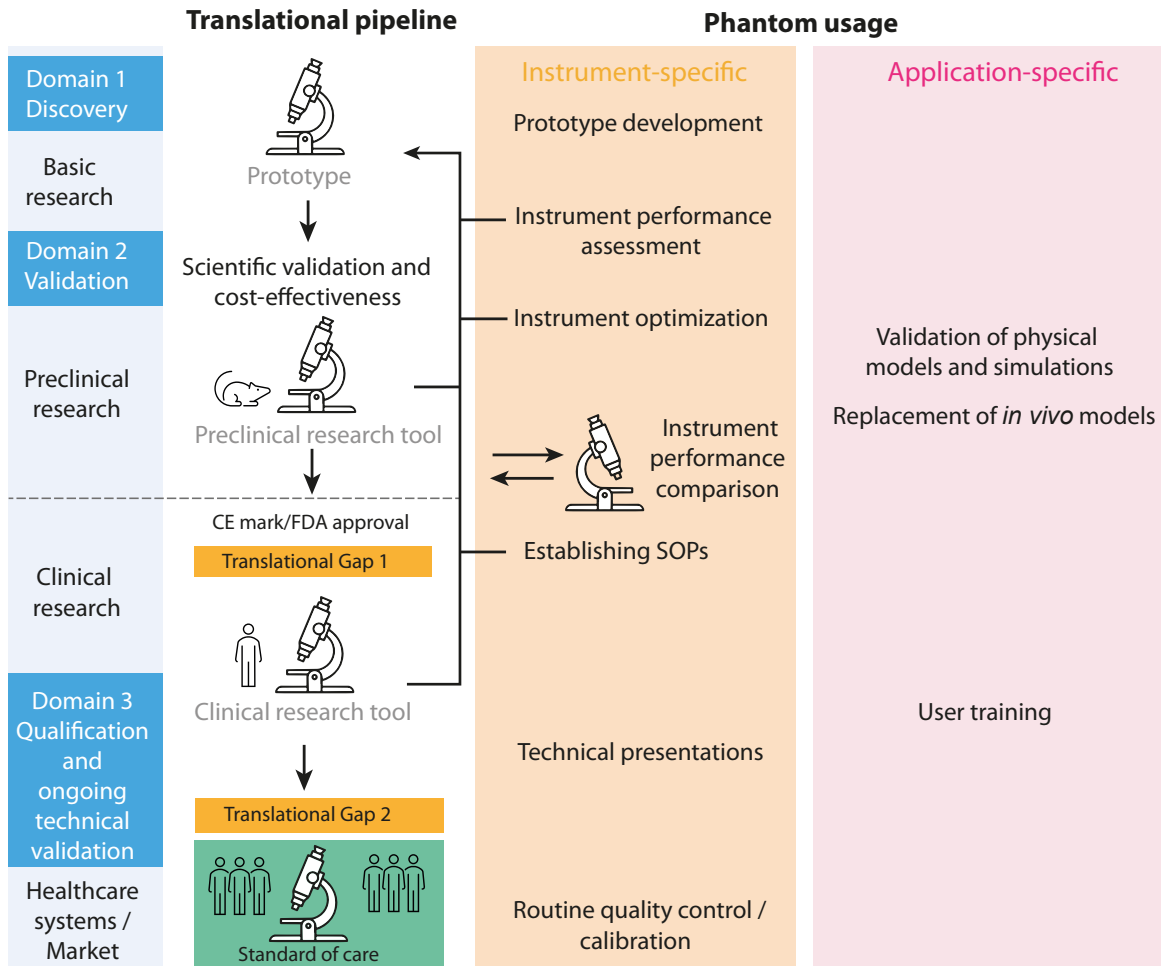 Translational pipeline
Phantom usage
Domain 1
Discovery
Basic
research
Domain 2
Validation
Preclinical
research
Clinical
research
Domain 3
Qualification
and
ongoing
technical
validation
Healthcare
systems /
Market
Prototype
Scientific validation and
cost-effectiveness
Preclinical research tool
CE mark/FDA approval
Translational Gap 1
Clinical research tool
Translational Gap 2
Standard of care
Instrument-specific
Prototype development
Instrument performance
assessment
Instrument optimization
Instrument
performance
comparison
Establishing SOPs
Technical presentations
Routine quality control /
calibration
Application-specific
Validation of physical
models and simulations
Replacement of in vivo models
User training